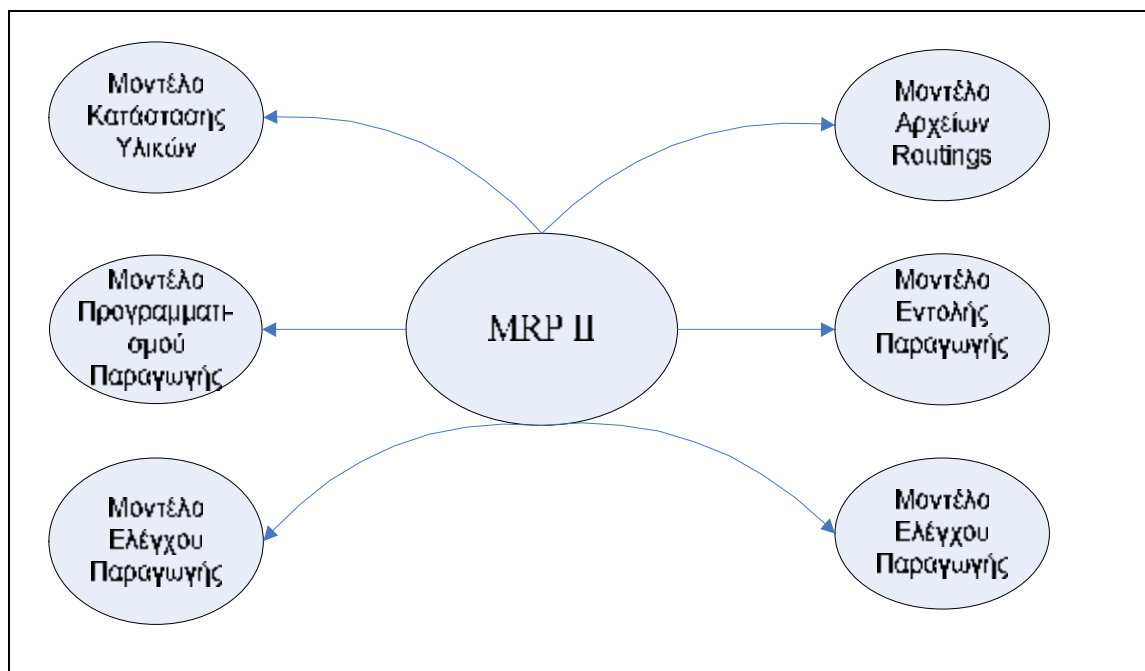 Μοντέλο
Κατάστασης
Υλικών
Μοντέλο
Αρχείων
Routings
Μοντέλο
Προγραμματι-
σμού
Παραγωγής
MRP II
Μοντέλο
Εντολής
Παραγωγής
Μοντέλο
Ελέγχου
Παραγωγής
Μοντέλο
Ελέγχου
Παραγωγής